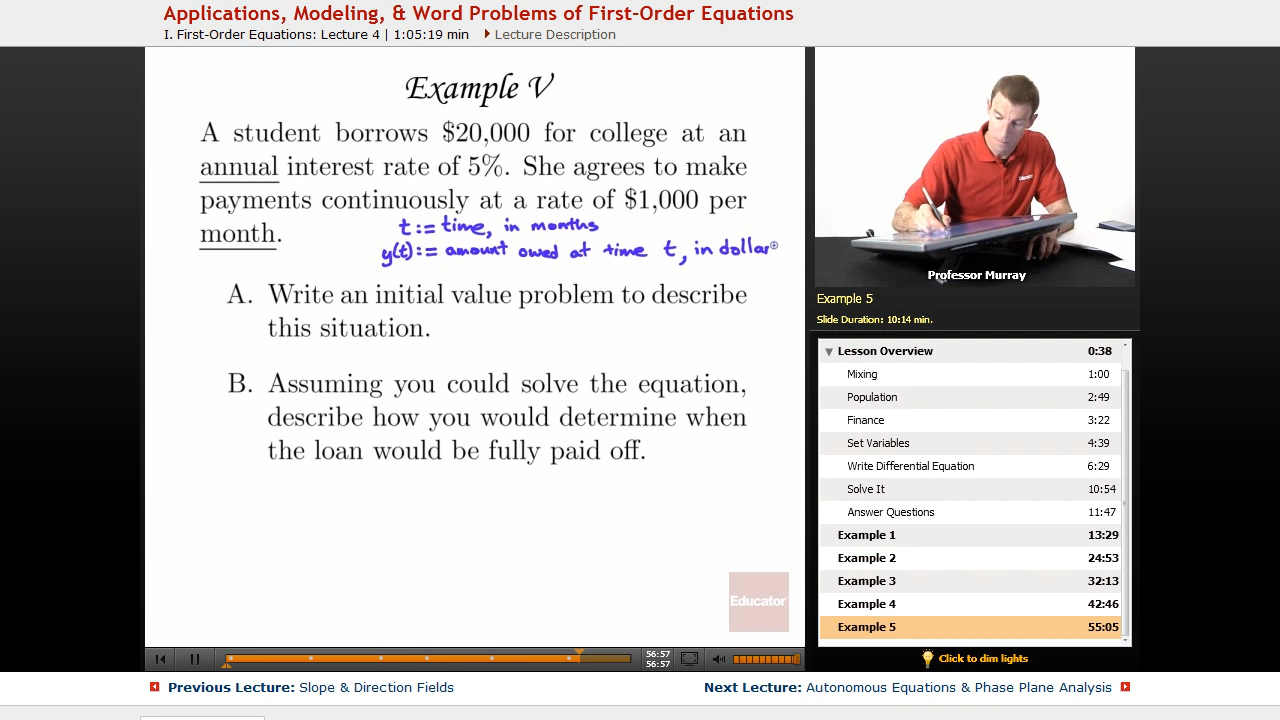 Applications, Modeling, & Word Problems of First-Order Equations
I. First-Order Equations: Lecture 4 | 1:05:19 min Lecture Description
Example V
A student borrows $20,000 for college at an
annual interest rate of 5%. She agrees to make
payments continuously at a rate of $1,000 per
month.
t := time, in months
y(t) := amount owed at time t, in dollar
A. Write an initial value problem to describe
this situation.
B. Assuming you could solve the equation,
describe how you would determine when
the loan would be fully paid off.
Educator
56:57
56:57
Educator
Professor Murray
Example 5
Slide Duration: 10:14 min.
Lesson Overview 0:38
Mixing 1:00
Population 2:49
Finance 3:22
Set Variables 4:39
Write Differential Equation 6:29
Solve It 10:54
Answer Questions 11:47
Example 1 13:29
Example 2 24:53
Example 3 32:13
Example 4 42:46
Example 5 55:05
Click to dim lights
Previous Lecture: Slope & Direction Fields
Next Lecture: Autonomous Equations & Phase Plane Analysis